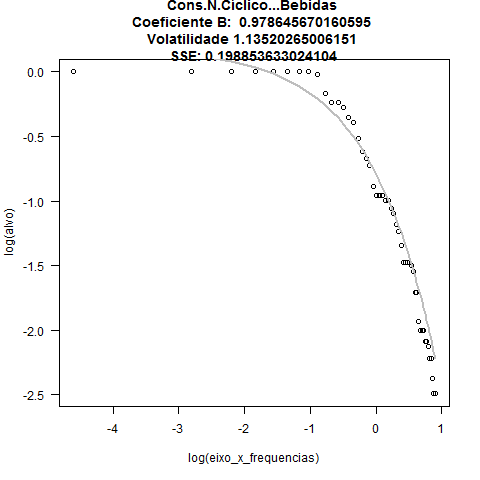 Cons.N.Ciclico...Bebidas
Coeficiente B: 0.978645670160595
Volatilidade 1.13520265006151
SSE: 0.198853633024104
0.0
-0.5
-1.0
-1.5
-2.0
-2.5
log(alvo)
-4 -3 -2 -1 0 1
log(eixo_x_frequencias)